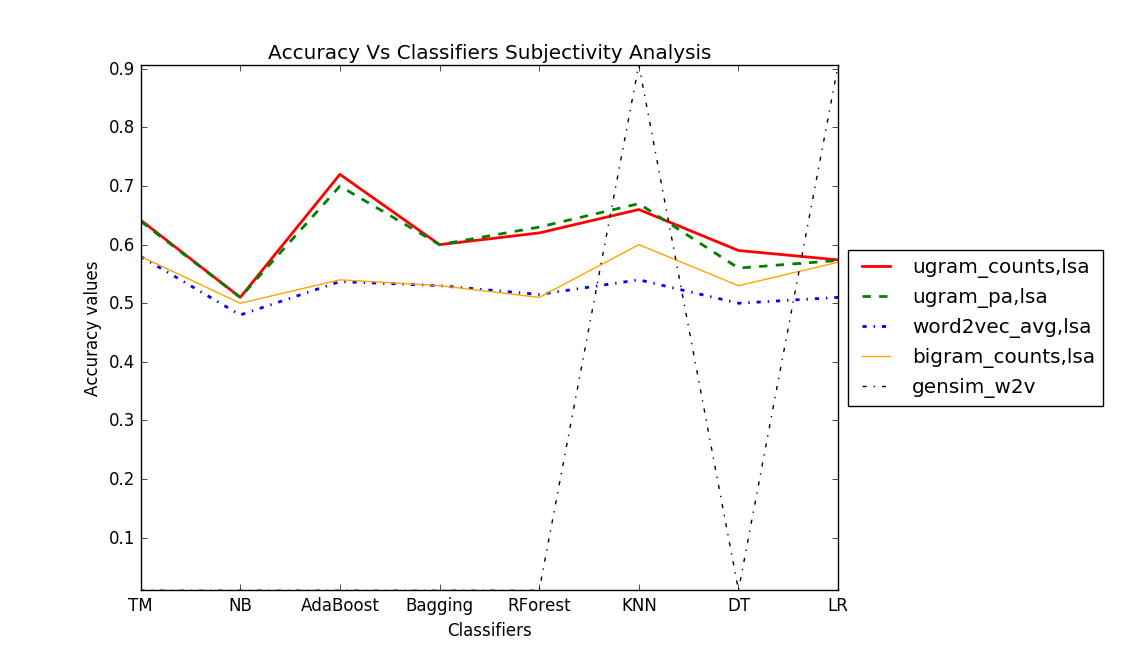 Accuracy Vs Classifiers Subjectivity Analysis
Accuracy values
0.9
0.8
0.7
0.6
0.5
0.4
0.3
0.2
0.1
TM NB AdaBoost Bagging RForest KNN DT LR
Classifiers
ugram_counts,lsa
ugram_pa,lsa
word2vec_avg,lsa
bigram_counts,lsa
gensim_w2v